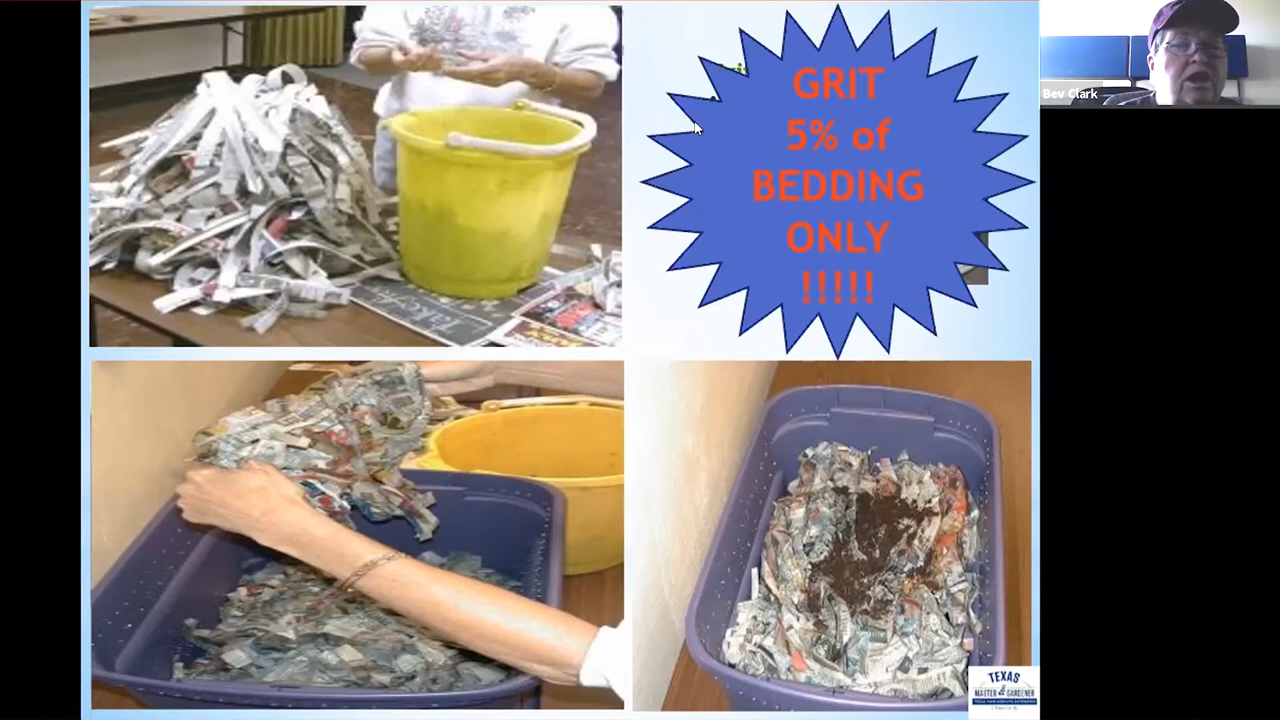 GRIT
5% of
BEDDING
ONLY
!!!!!
Bev Clark
TEXAS
MASTER GARDENER